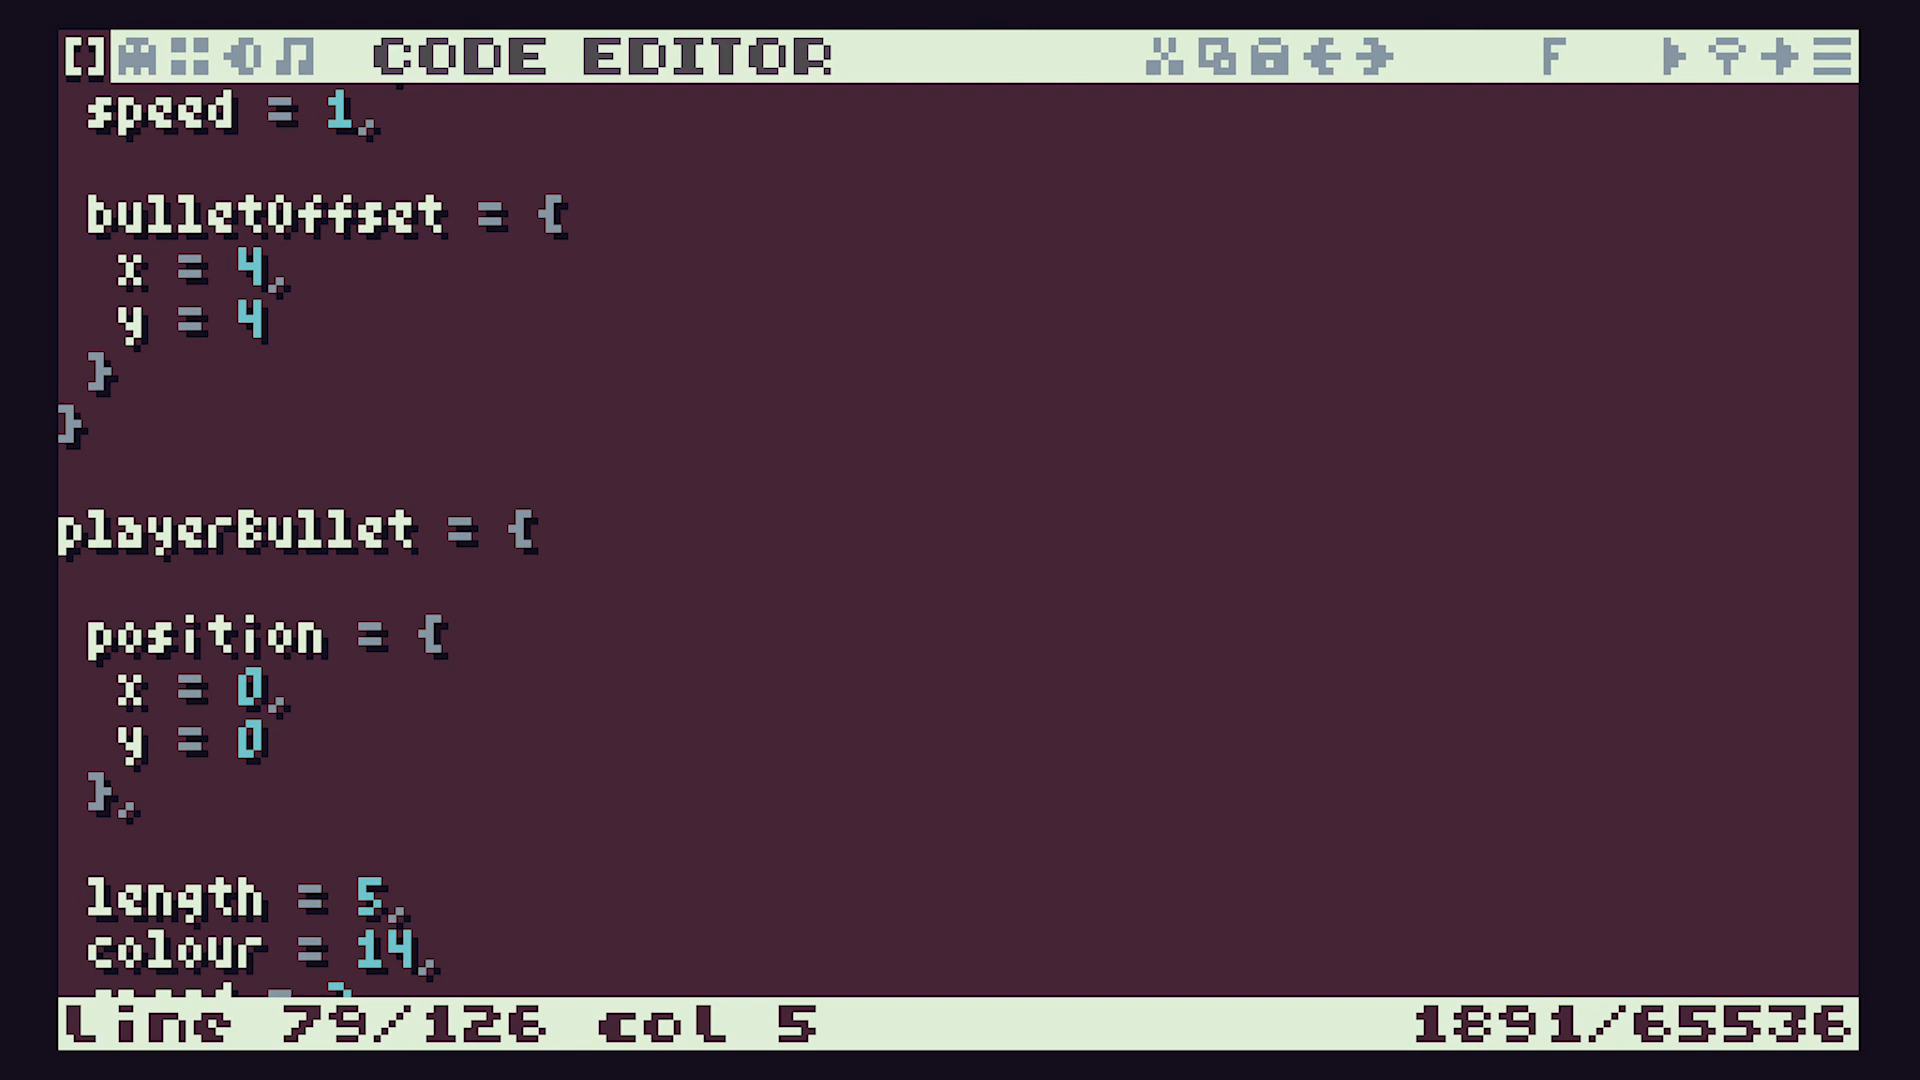 CODE EDITOR F
speed = 1,
bulletOffset = {
x = 4,
y = 4
}
}
playerBullet = {
position = {
x = 0,
y = 0
},
length = 5,
colour = 14,
line 79/126 col 5
1891/65536